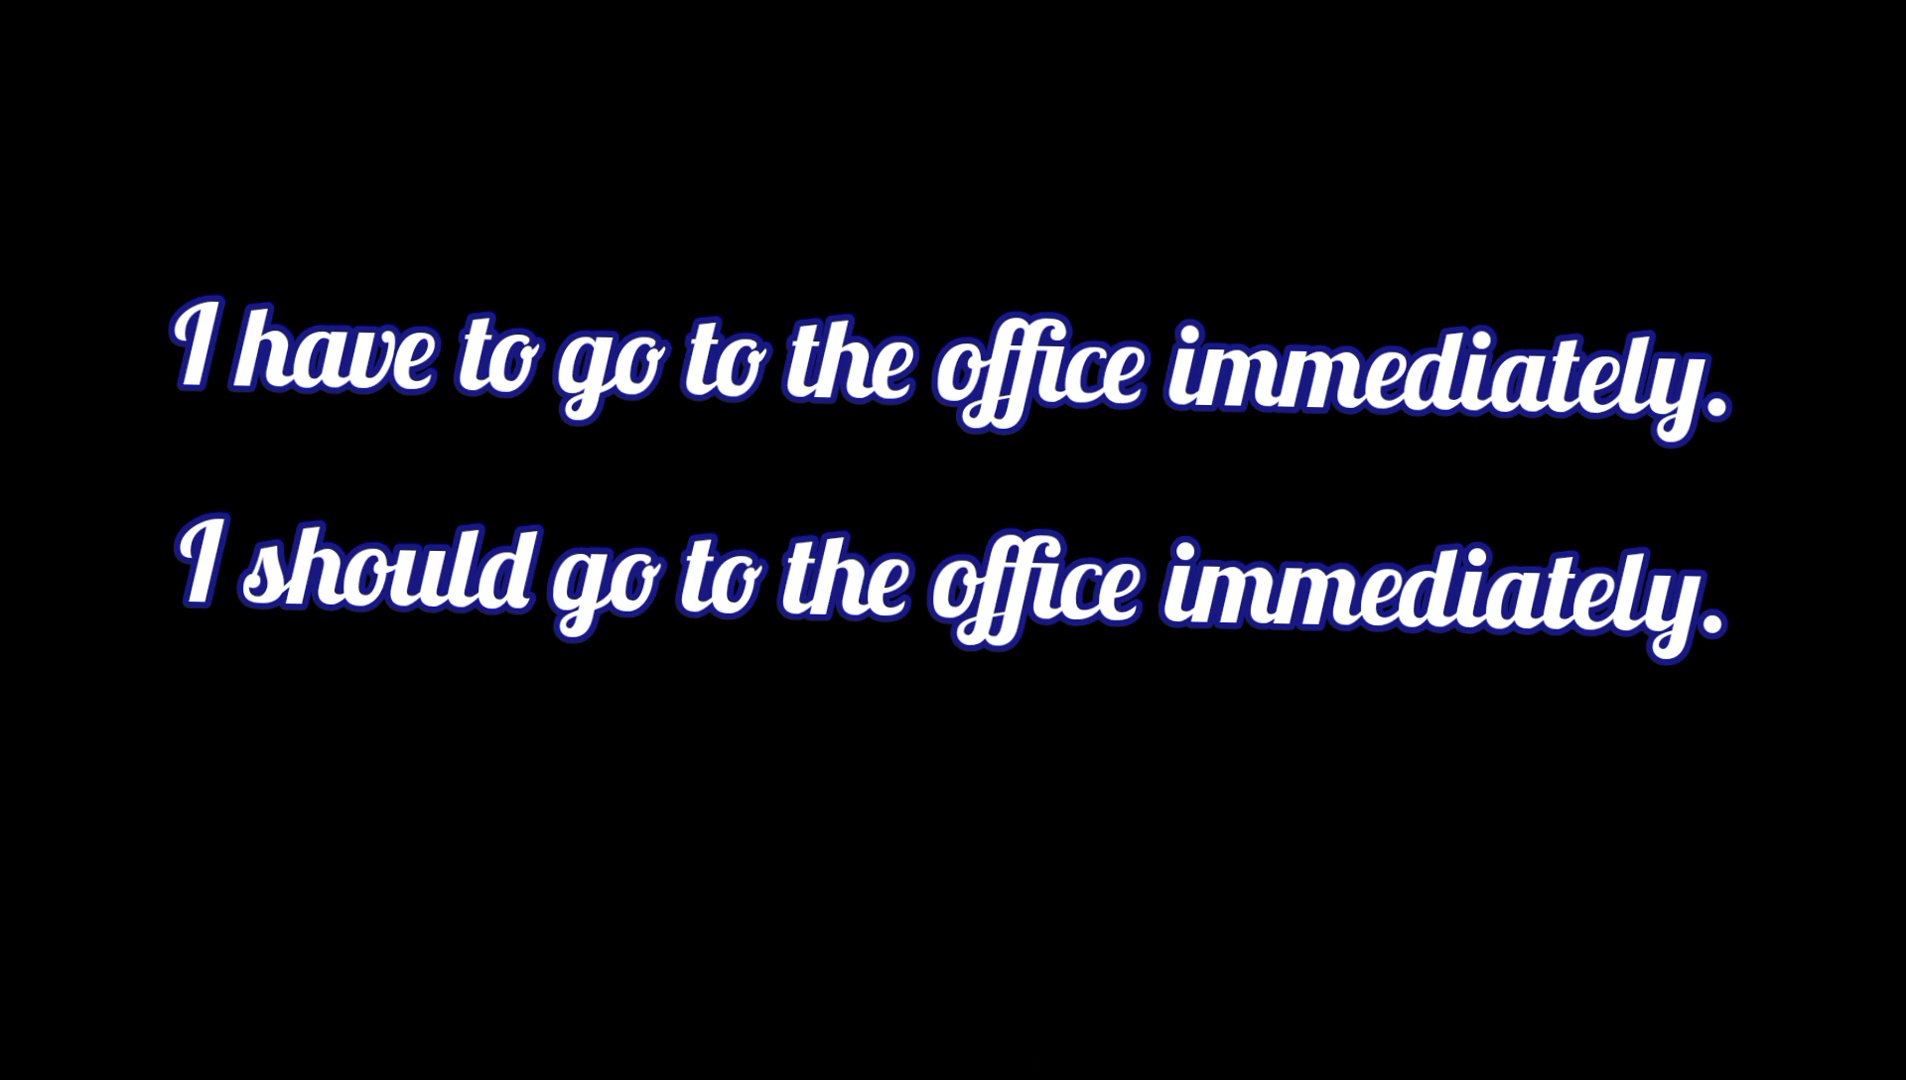 I have to go to the office immediately.
I should go to the office immediately.